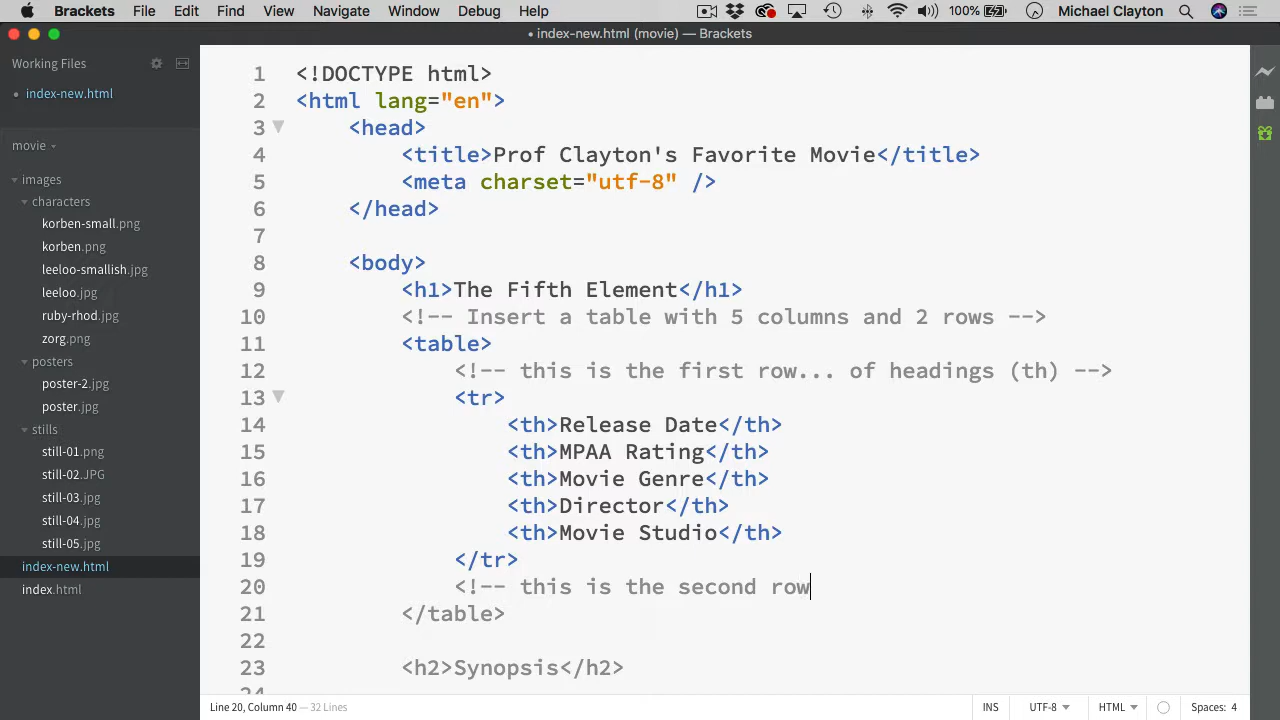 Brackets File Edit Find View Navigate Window Debug Help 100% Michael Clayton
• index-new.html (movie) — Brackets
Working Files
• index-new.html
movie
images
characters
korben-small.png
korben.png
leeloo-smallish.jpg
leeloo.jpg
ruby-rhod.jpg
zorg.png
posters
poster-2.jpg
poster.jpg
stills
still-01.png
still-02.JPG
still-03.jpg
still-04.jpg
still-05.jpg
index-new.html
index.html
1 <!DOCTYPE html>
2 <html lang="en">
3 <head>
4 <title>Prof Clayton's Favorite Movie</title>
5 <meta charset="utf-8" />
6 </head>
7
8 <body>
9 <h1>The Fifth Element</h1>
10 <!-- Insert a table with 5 columns and 2 rows -->
11 <table>
12 <!-- this is the first row... of headings (th) -->
13 <tr>
14 <th>Release Date</th>
15 <th>MPAA Rating</th>
16 <th>Movie Genre</th>
17 <th>Director</th>
18 <th>Movie Studio</th>
19 </tr>
20 <!-- this is the second row
21 </table>
22
23 <h2>Synopsis</h2>
24
Line 20, Column 40 — 32 Lines INS UTF-8 HTML Spaces: 4